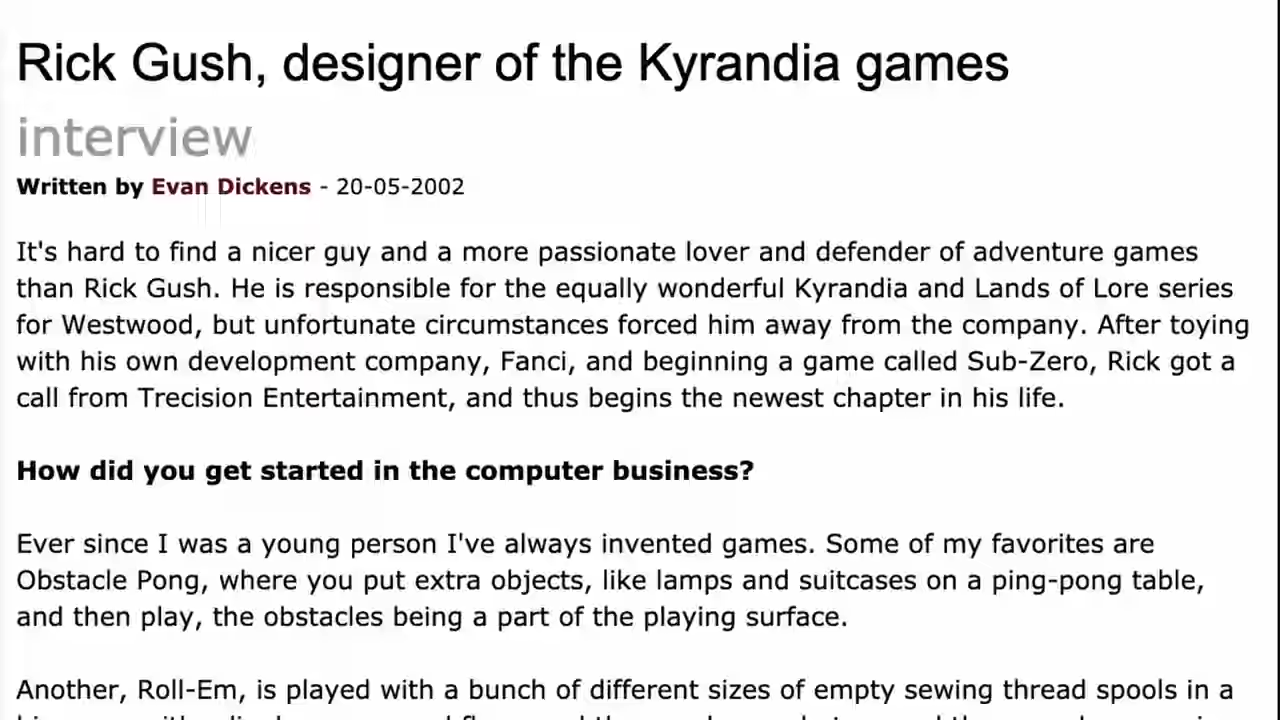 Rick Gush, designer of the Kyrandia games
interview
Written by Evan Dickens - 20-05-2002
It's hard to find a nicer guy and a more passionate lover and defender of adventure games
than Rick Gush. He is responsible for the equally wonderful Kyrandia and Lands of Lore series
for Westwood, but unfortunate circumstances forced him away from the company. After toying
with his own development company, Fanci, and beginning a game called Sub-Zero, Rick got a
call from Trecision Entertainment, and thus begins the newest chapter in his life.
How did you get started in the computer business?
Ever since I was a young person I've always invented games. Some of my favorites are
Obstacle Pong, where you put extra objects, like lamps and suitcases on a ping-pong table,
and then play, the obstacles being a part of the playing surface.
Another, Roll-Em, is played with a bunch of different sizes of empty sewing thread spools in a